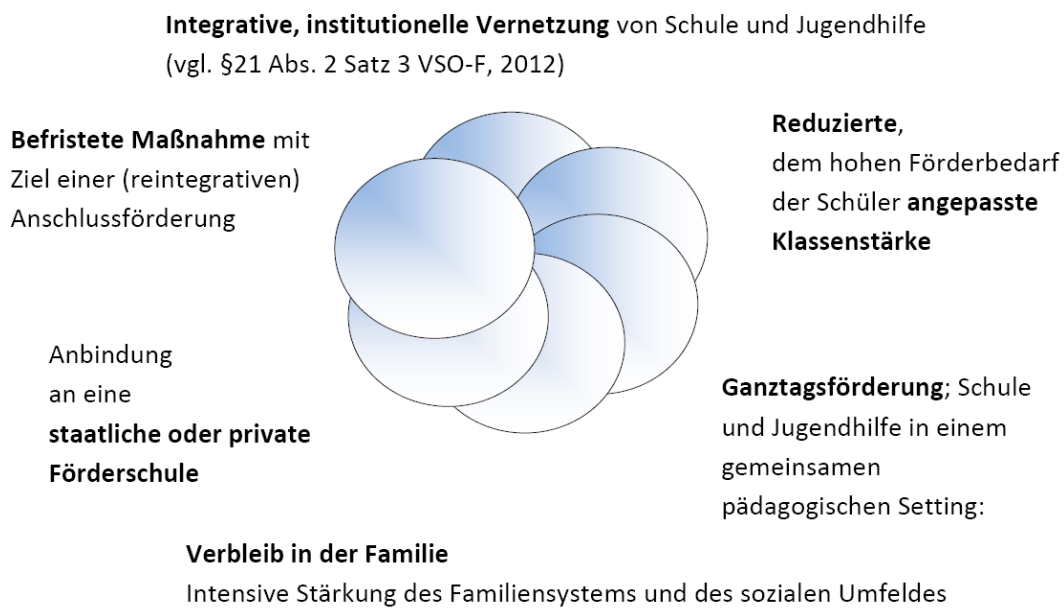 Integrative, institutionelle Vernetzung von Schule und Jugendhilfe
(vgl. §21 Abs. 2 Satz 3 VSO-F, 2012)
Befristete Maßnahme mit
Ziel einer (reintegrativen)
Anschlussförderung
Reduzierte,
dem hohen Förderbedarf
der Schüler angepasste
Klassenstärke
Anbindung
an eine
staatliche oder private
Förderschule
Ganztagsförderung; Schule
und Jugendhilfe in einem
gemeinsamen
pädagogischen Setting:
Verbleib in der Familie
Intensive Stärkung des Familiensystems und des sozialen Umfeldes